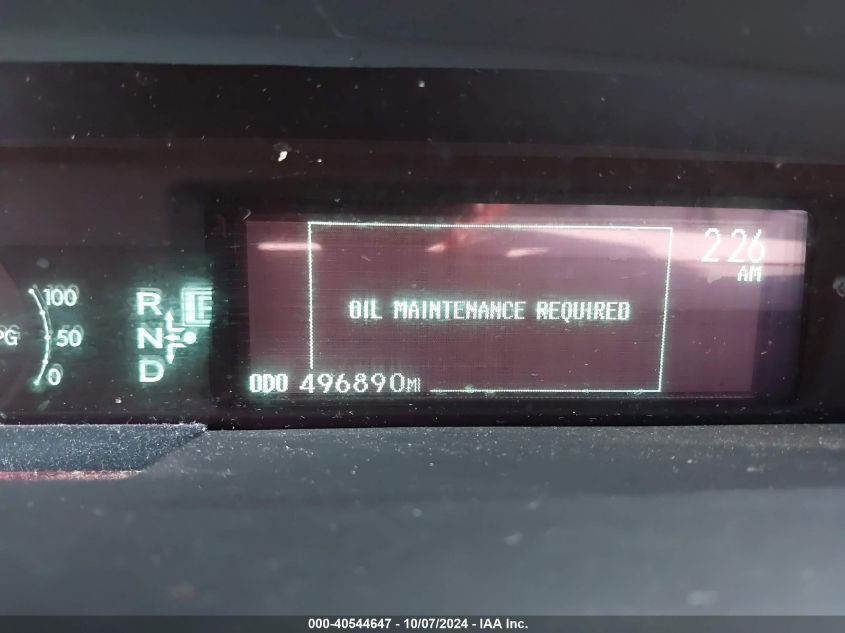 2:26
AM
100
PG
50
0
R
N
D
OIL MAINTENANCE REQUIRED
ODO 496890MI
000-40544647 - 10/07/2024 - IAA Inc.